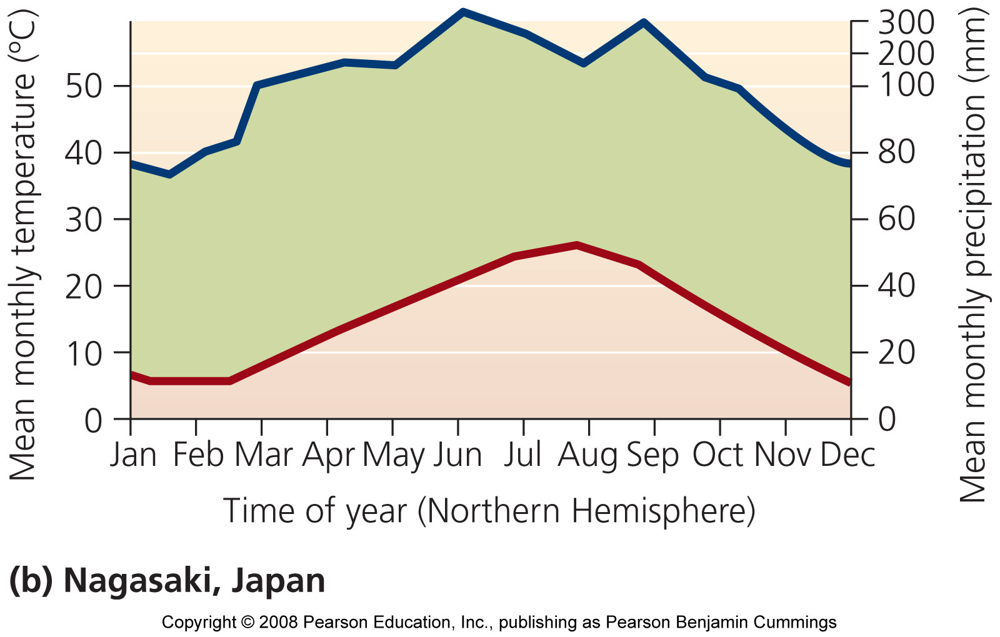 Mean monthly temperature (ºC)
50
40
30
20
10
0
300
200
100
80
60
40
20
0
Mean monthly precipitation (mm)
Jan Feb Mar Apr May Jun Jul Aug Sep Oct Nov Dec
Time of year (Northern Hemisphere)
(b) Nagasaki, Japan
Copyright © 2008 Pearson Education, Inc., publishing as Pearson Benjamin Cummings